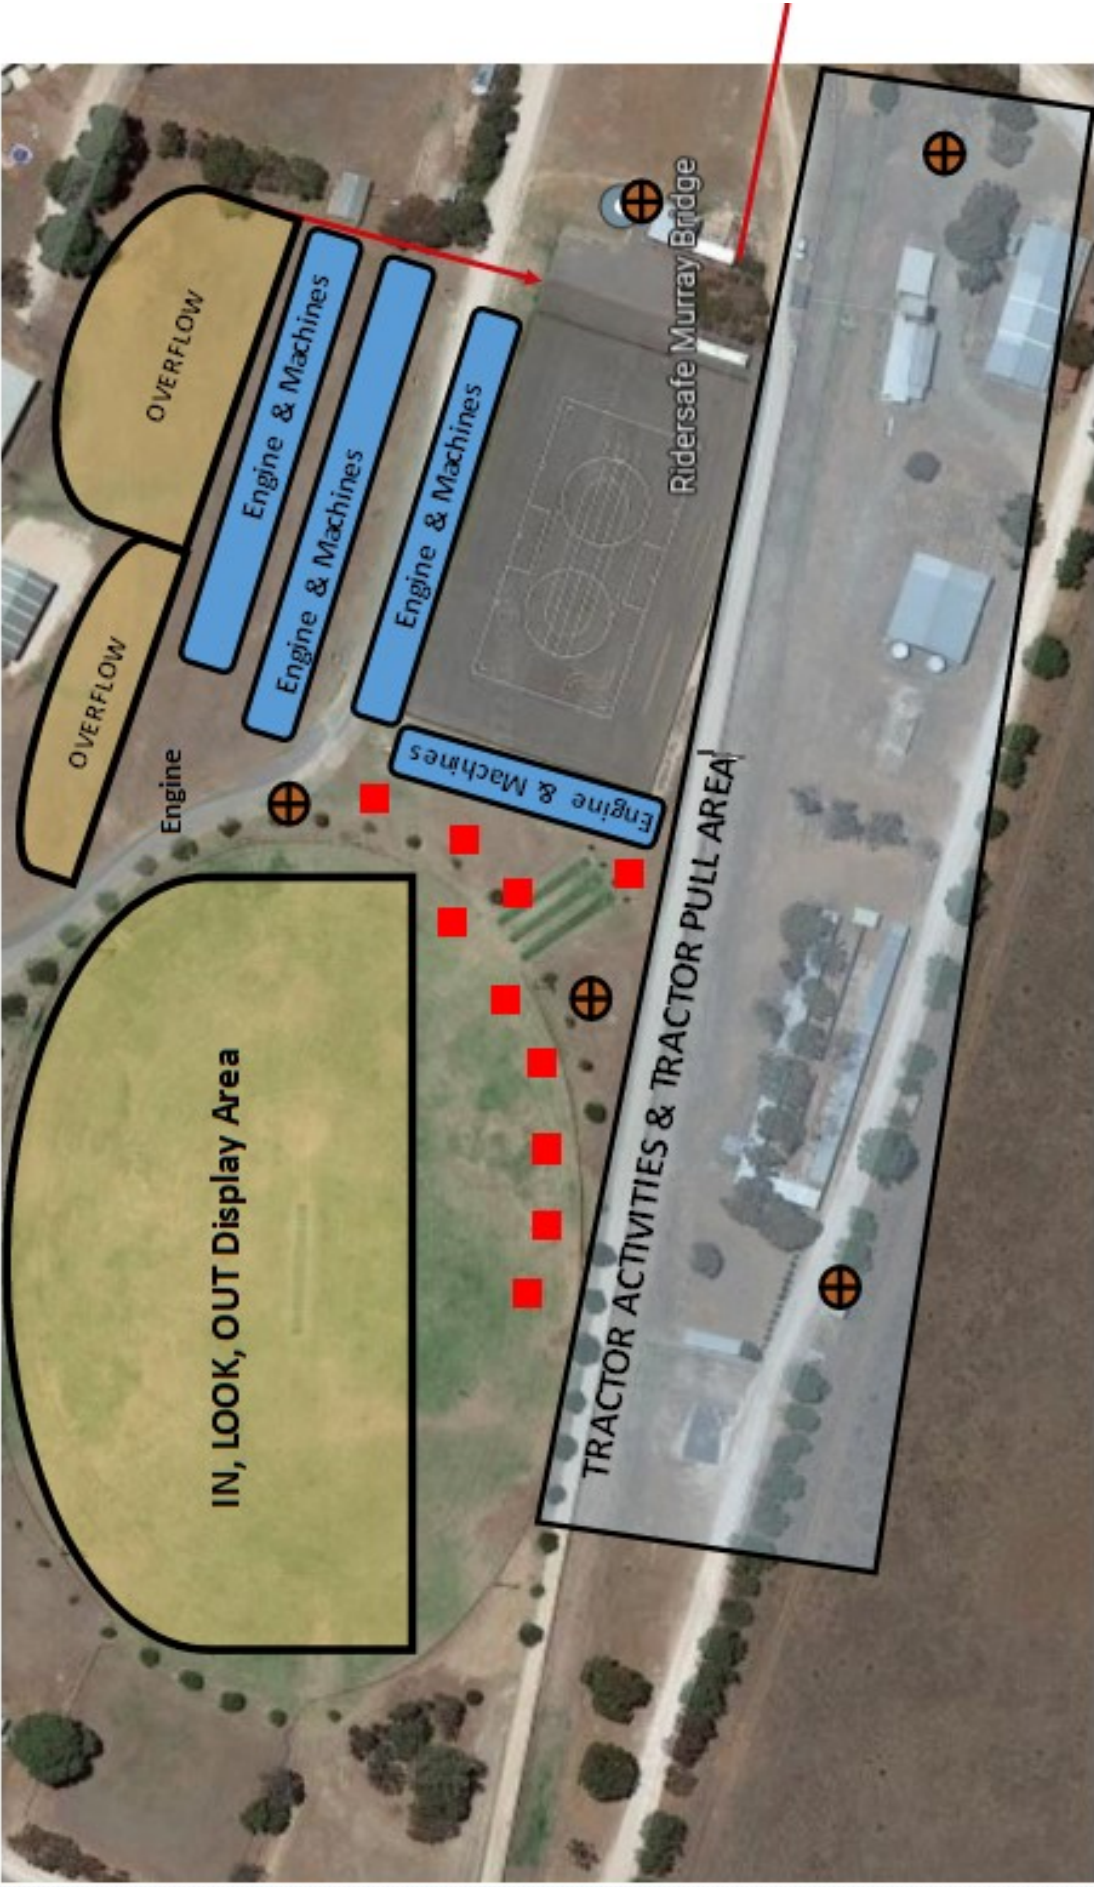 OVERFLOW
OVERFLOW
Engine & Machines
Engine & Machines
Engine & Machines
Engine & Machines
Engine
Ridersafe Murray Bridge
IN, LOOK, OUT Display Area
TRACTOR ACTIVITIES & TRACTOR PULL AREA